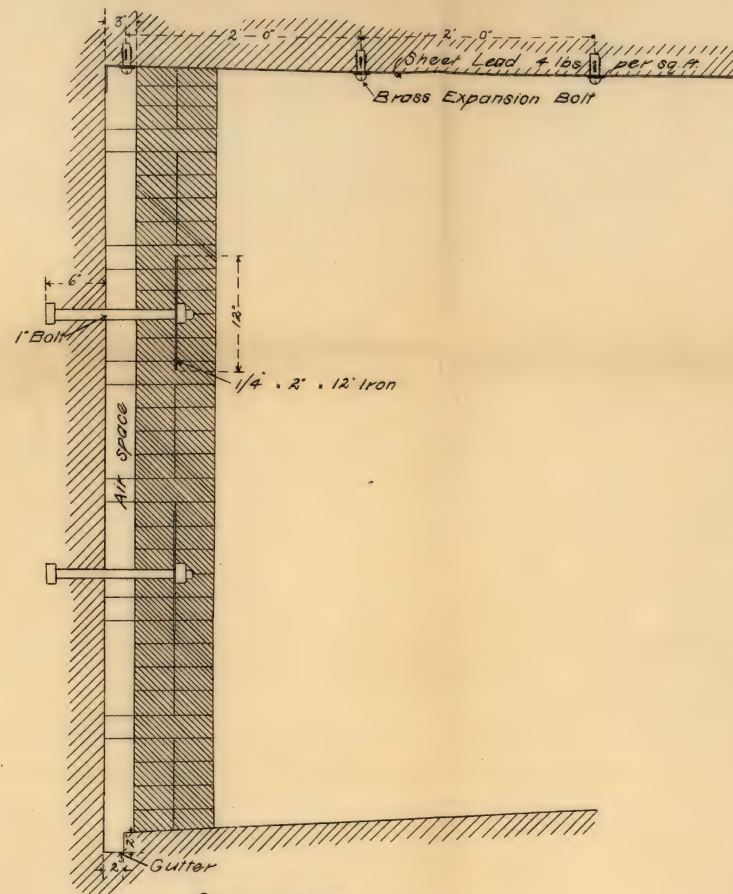 3" 2'-0" 2'-0"
Sheet Lead 4 lbs. per sq.ft.
Brass Expansion Bolt
6"
1" Bolt
12"
1/4" × 2" × 12" Iron
Air Space
2"
2"
Gutter